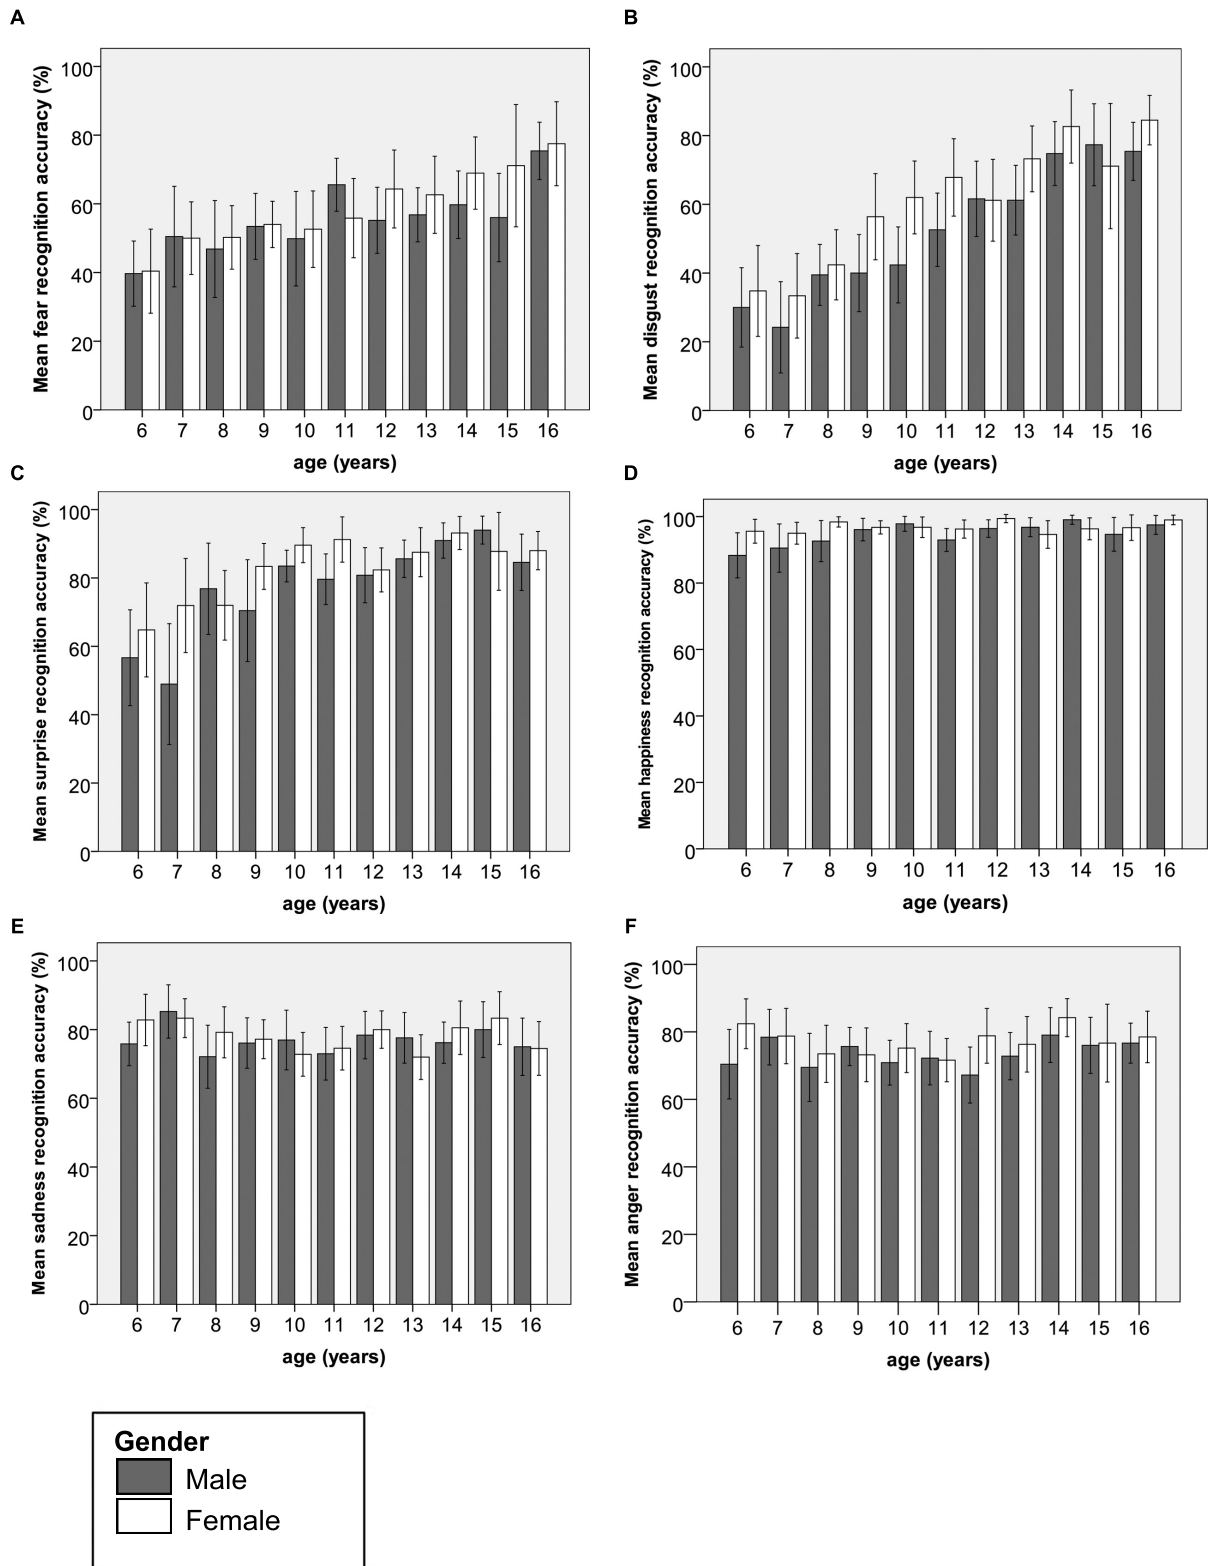 A
Mean fear recognition accuracy (%)
100
80
60
40
20
0
6 7 8 9 10 11 12 13 14 15 16
age (years)
B
Mean disgust recognition accuracy (%)
100
80
60
40
20
0
6 7 8 9 10 11 12 13 14 15 16
age (years)
C
Mean surprise recognition accuracy (%)
100
80
60
40
20
0
6 7 8 9 10 11 12 13 14 15 16
age (years)
D
Mean happiness recognition accuracy (%)
100
80
60
40
20
0
6 7 8 9 10 11 12 13 14 15 16
age (years)
E
Mean sadness recognition accuracy (%)
100
80
60
40
20
0
6 7 8 9 10 11 12 13 14 15 16
age (years)
F
Mean anger recognition accuracy (%)
100
80
60
40
20
0
6 7 8 9 10 11 12 13 14 15 16
age (years)
Gender
Male
Female